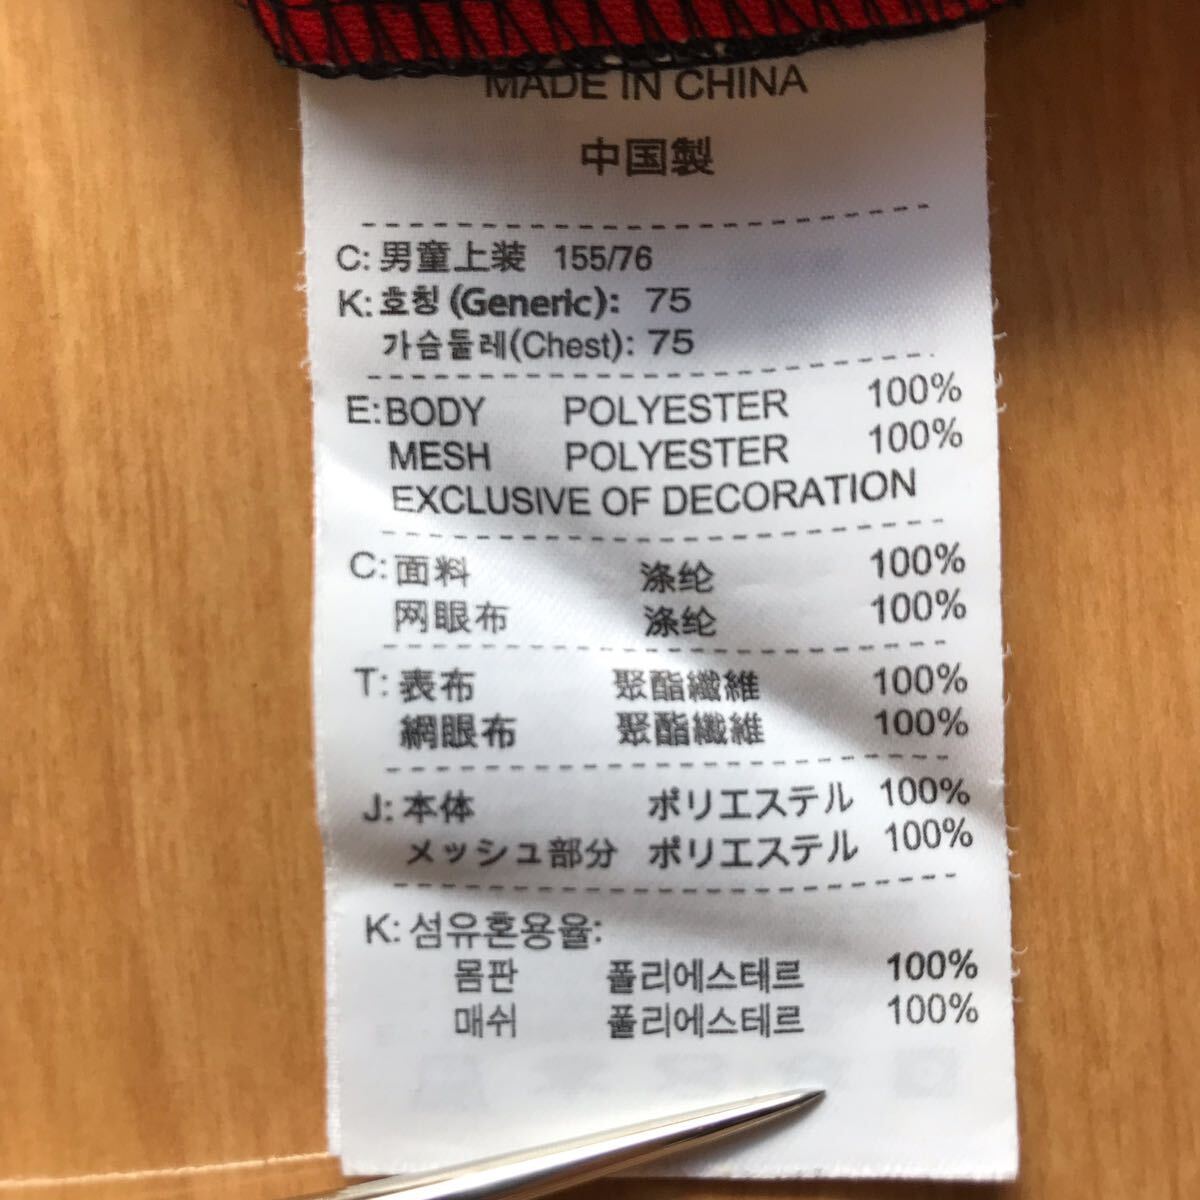 MADE IN CHINA
中国製
C: 男童上装 155/76
K: 호칭 (Generic): 75
가슴둘레(Chest): 75
E: BODY POLYESTER 100%
MESH POLYESTER 100%
EXCLUSIVE OF DECORATION
C: 面料 涤纶 100%
网眼布 涤纶 100%
T: 表布 聚酯纖維 100%
網眼布 聚酯纖維 100%
J: 本体 ポリエステル 100%
メッシュ部分 ポリエステル 100%
K: 섬유혼용율:
몸판 폴리에스테르 100%
매쉬 폴리에스테르 100%